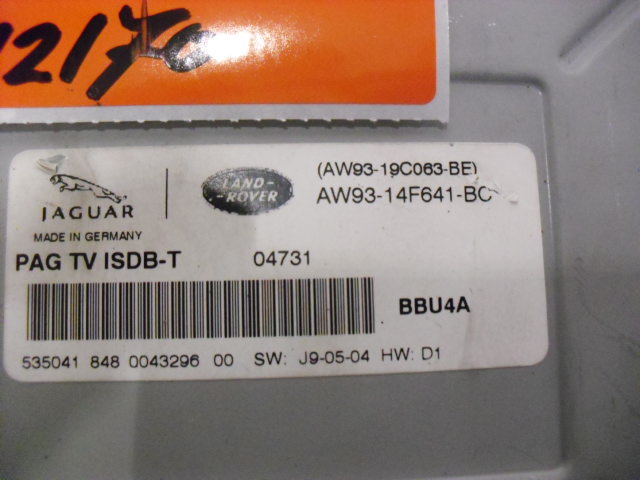 12170
(AW93-19C063-BE)
JAGUAR
LAND-
-ROVER
AW93-14F641-BC
MADE IN GERMANY
PAG TV ISDB-T 04731
BBU4A
535041 848 0043296 00 SW: J9-05-04 HW: D1